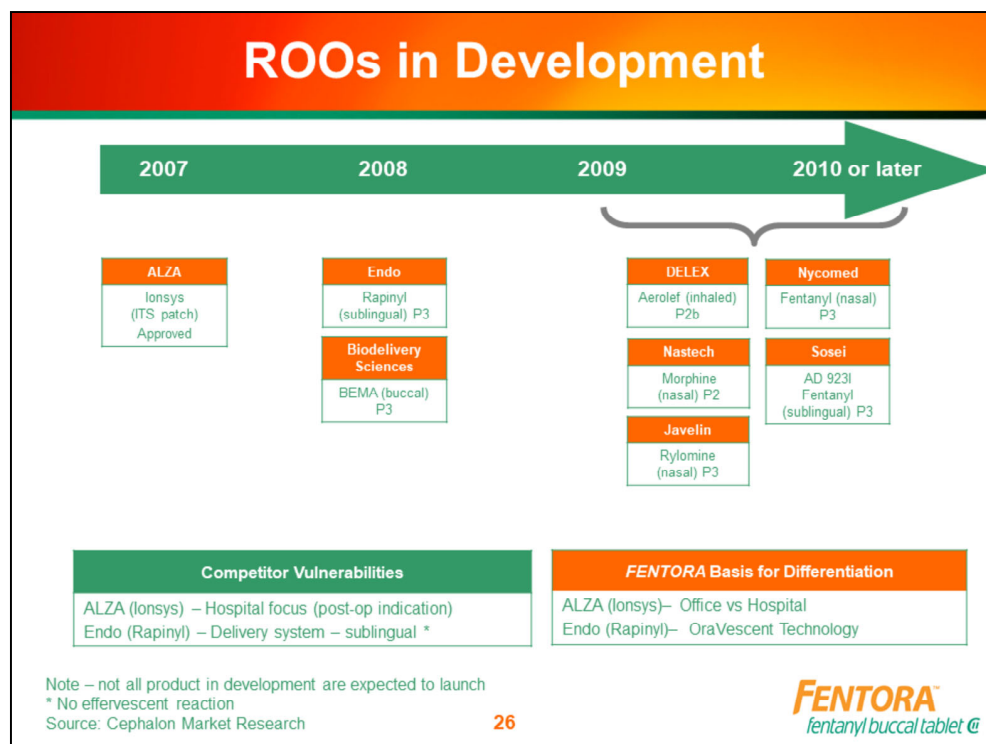 ROOs in Development
2007 2008 2009 2010 or later
ALZA
Ionsys
(ITS patch)
Approved
Endo
Rapinyl
(sublingual) P3
Biodelivery
Sciences
BEMA (buccal)
P3
DELEX
Aerolef (inhaled)
P2b
Nastech
Morphine
(nasal) P2
Javelin
Rylomine
(nasal) P3
Nycomed
Fentanyl (nasal)
P3
Sosei
AD 923I
Fentanyl
(sublingual) P3
Competitor Vulnerabilities
ALZA (Ionsys) – Hospital focus (post-op indication)
Endo (Rapinyl) – Delivery system – sublingual *
FENTORA Basis for Differentiation
ALZA (Ionsys)– Office vs Hospital
Endo (Rapinyl)– OraVescent Technology
Note – not all product in development are expected to launch
* No effervescent reaction
Source: Cephalon Market Research
26
FENTORA™
fentanyl buccal tablet CII